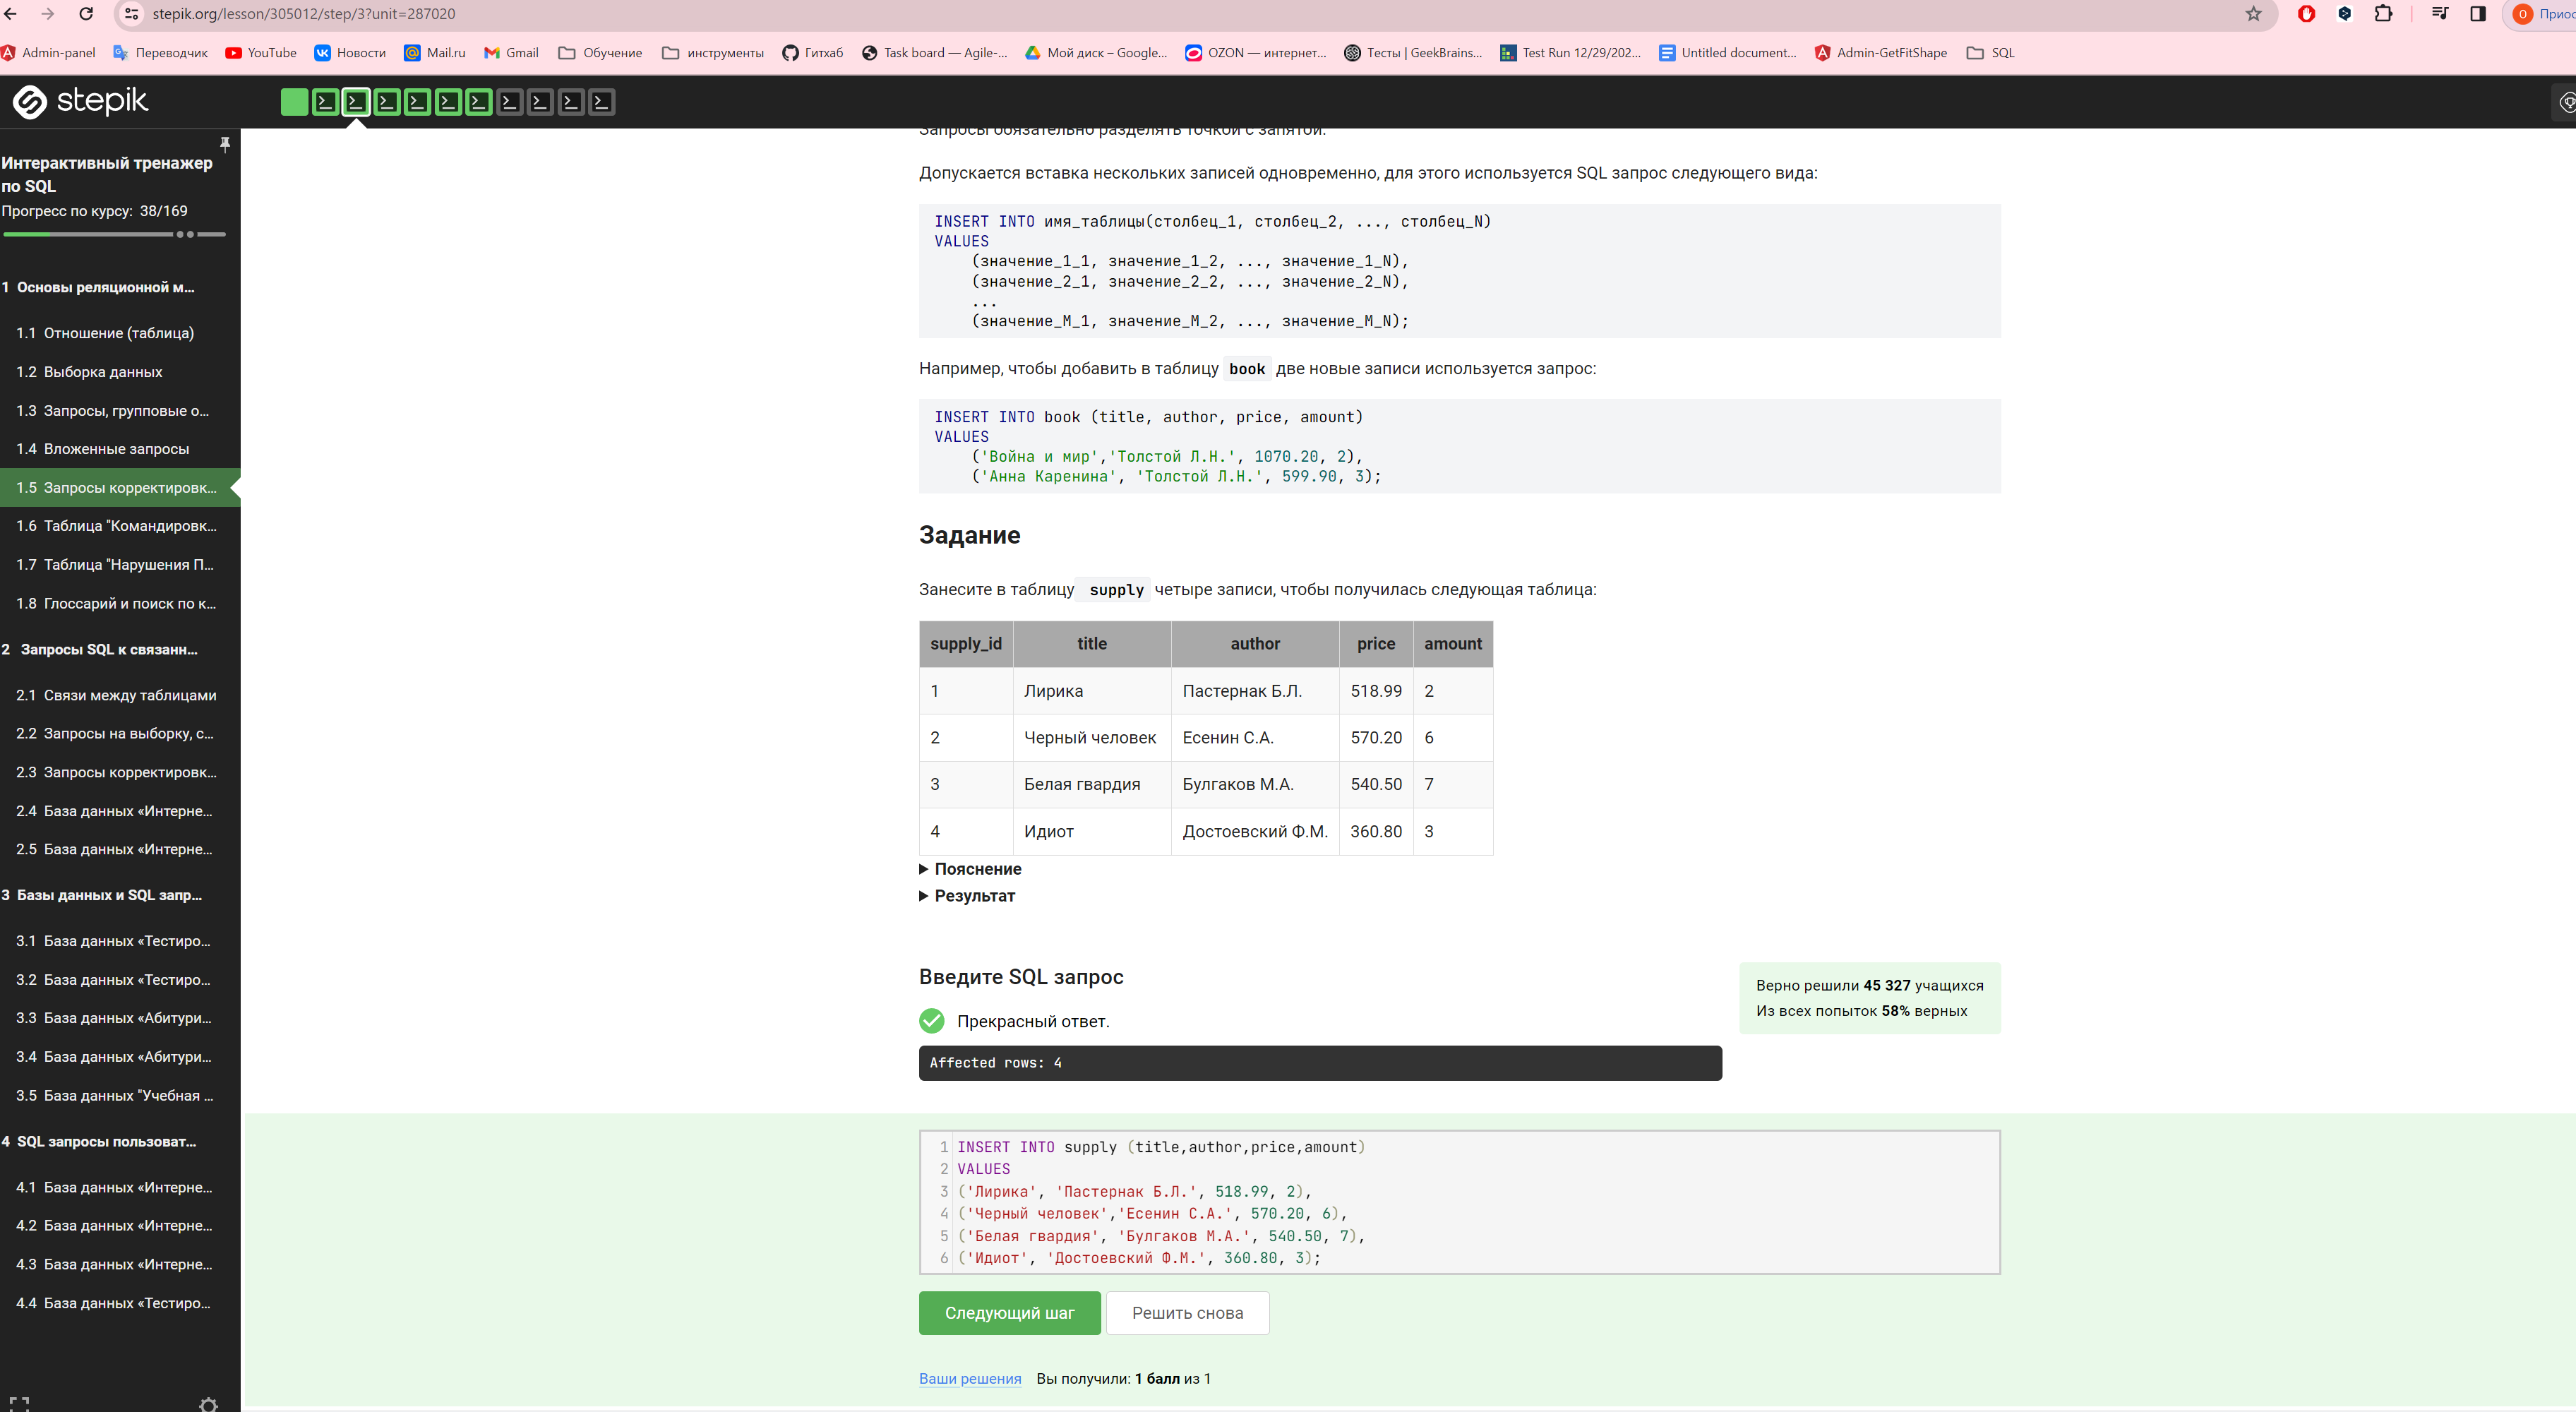 stepik.org/lesson/305012/step/3?unit=287020
О
Admin-panel Переводчик YouTube Новости Mail.ru Gmail Обучение инструменты Гитхаб Task board — Agile-... Мой диск – Google... OZON — интернет... Тесты | GeekBrains... Test Run 12/29/202... Untitled document... Admin-GetFitShape SQL
stepik
Интерактивный тренажер
по SQL
Прогресс по курсу: 38/169
1 Основы реляционной м...
1.1 Отношение (таблица)
1.2 Выборка данных
1.3 Запросы, групповые о...
1.4 Вложенные запросы
1.5 Запросы корректировк...
1.6 Таблица "Командировк...
1.7 Таблица "Нарушения П...
1.8 Глоссарий и поиск по к...
2 Запросы SQL к связанн...
2.1 Связи между таблицами
2.2 Запросы на выборку, с...
2.3 Запросы корректировк...
2.4 База данных «Интерне...
2.5 База данных «Интерне...
3 Базы данных и SQL запр...
3.1 База данных «Тестиро...
3.2 База данных «Тестиро...
3.3 База данных «Абитури...
3.4 База данных «Абитури...
3.5 База данных "Учебная ...
4 SQL запросы пользоват...
4.1 База данных «Интерне...
4.2 База данных «Интерне...
4.3 База данных «Интерне...
4.4 База данных «Тестиро...
Запросы обязательно разделять точкой с запятой.
Допускается вставка нескольких записей одновременно, для этого используется SQL запрос следующего вида:
INSERT INTO имя_таблицы(столбец_1, столбец_2, ..., столбец_N)
VALUES
(значение_1_1, значение_1_2, ..., значение_1_N),
(значение_2_1, значение_2_2, ..., значение_2_N),
...
(значение_M_1, значение_M_2, ..., значение_M_N);
Например, чтобы добавить в таблицу book две новые записи используется запрос:
INSERT INTO book (title, author, price, amount)
VALUES
('Война и мир','Толстой Л.Н.', 1070.20, 2),
('Анна Каренина', 'Толстой Л.Н.', 599.90, 3);
Задание
Занесите в таблицу supply четыре записи, чтобы получилась следующая таблица:
supply_id title author price amount
1 Лирика Пастернак Б.Л. 518.99 2
2 Черный человек Есенин С.А. 570.20 6
3 Белая гвардия Булгаков М.А. 540.50 7
4 Идиот Достоевский Ф.М. 360.80 3
Пояснение
Результат
Введите SQL запрос
Верно решили 45 327 учащихся
Из всех попыток 58% верных
Прекрасный ответ.
Affected rows: 4
1 INSERT INTO supply (title,author,price,amount)
2 VALUES
3 ('Лирика', 'Пастернак Б.Л.', 518.99, 2),
4 ('Черный человек','Есенин С.А.', 570.20, 6),
5 ('Белая гвардия', 'Булгаков М.А.', 540.50, 7),
6 ('Идиот', 'Достоевский Ф.М.', 360.80, 3);
Следующий шаг Решить снова
Ваши решения Вы получили: 1 балл из 1